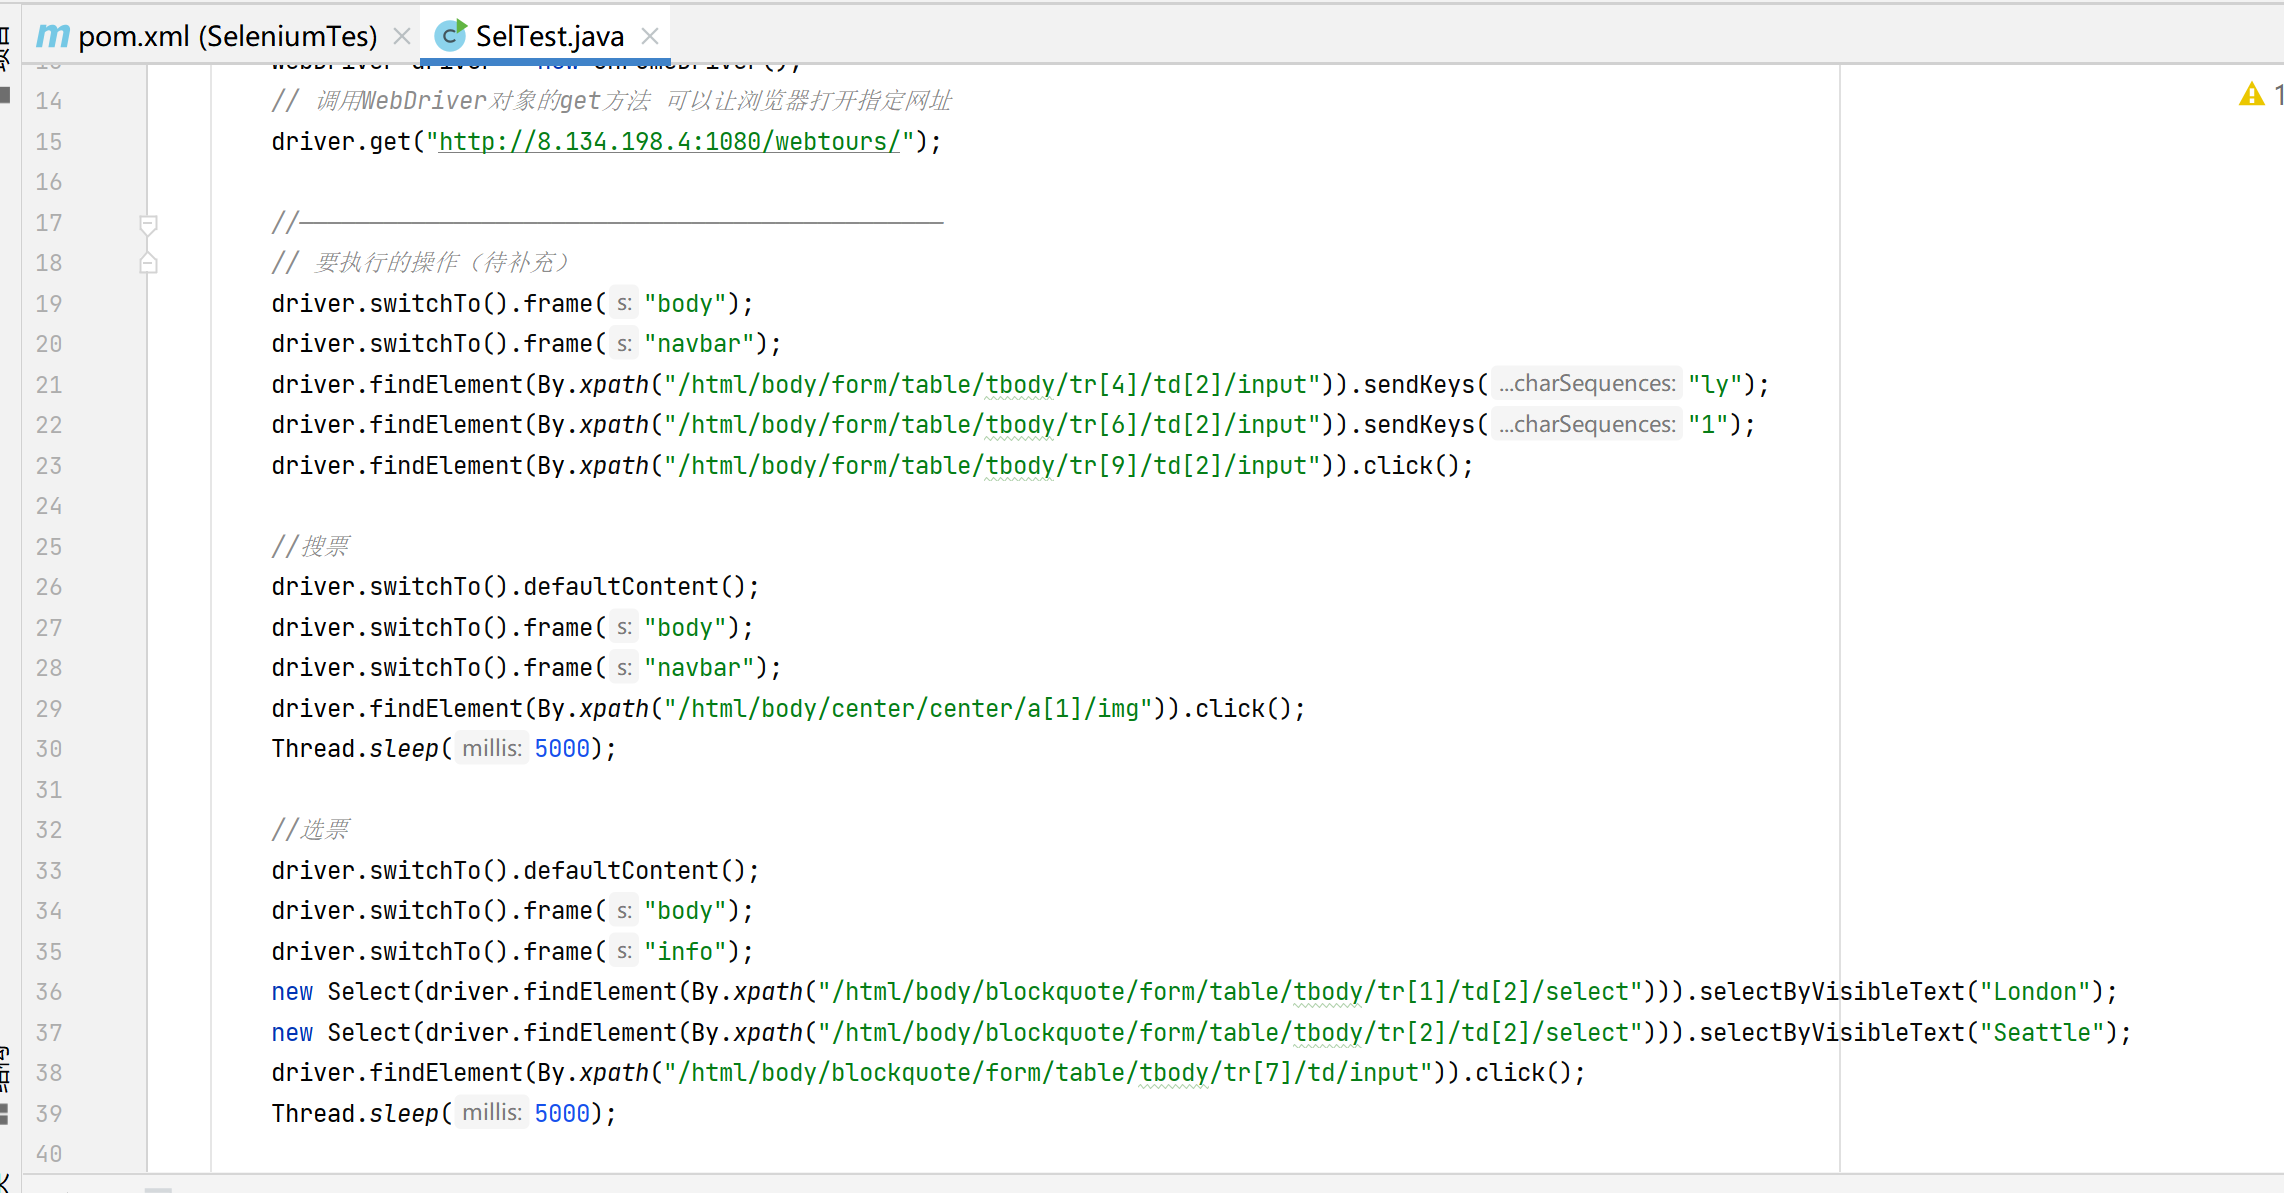 pom.xml (SeleniumTes)
SelTest.java
14 // 调用WebDriver对象的get方法 可以让浏览器打开指定网址
15 driver.get("http://8.134.198.4:1080/webtours/");
16
17 //——————————————————————————————
18 // 要执行的操作（待补充）
19 driver.switchTo().frame( s: "body");
20 driver.switchTo().frame( s: "navbar");
21 driver.findElement(By.xpath("/html/body/form/table/tbody/tr[4]/td[2]/input")).sendKeys( ...charSequences: "ly");
22 driver.findElement(By.xpath("/html/body/form/table/tbody/tr[6]/td[2]/input")).sendKeys( ...charSequences: "1");
23 driver.findElement(By.xpath("/html/body/form/table/tbody/tr[9]/td[2]/input")).click();
24
25 //搜票
26 driver.switchTo().defaultContent();
27 driver.switchTo().frame( s: "body");
28 driver.switchTo().frame( s: "navbar");
29 driver.findElement(By.xpath("/html/body/center/center/a[1]/img")).click();
30 Thread.sleep( millis: 5000);
31
32 //选票
33 driver.switchTo().defaultContent();
34 driver.switchTo().frame( s: "body");
35 driver.switchTo().frame( s: "info");
36 new Select(driver.findElement(By.xpath("/html/body/blockquote/form/table/tbody/tr[1]/td[2]/select"))).selectByVisibleText("London");
37 new Select(driver.findElement(By.xpath("/html/body/blockquote/form/table/tbody/tr[2]/td[2]/select"))).selectByVisibleText("Seattle");
38 driver.findElement(By.xpath("/html/body/blockquote/form/table/tbody/tr[7]/td/input")).click();
39 Thread.sleep( millis: 5000);
40